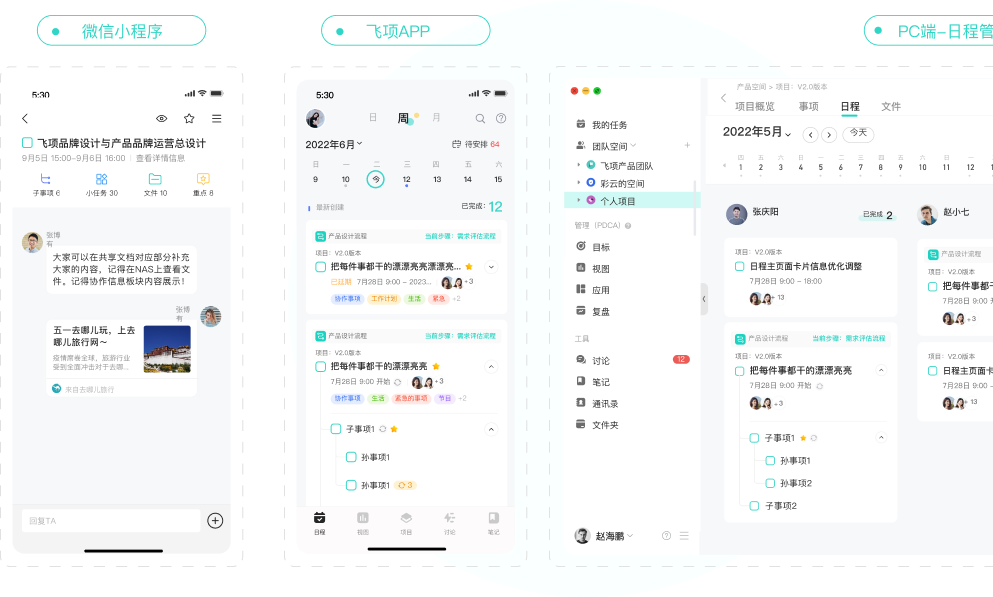 微信小程序
飞项APP
PC端-日程管
5:30
飞项品牌设计与产品品牌运营总设计
9月5日 15:00-9月6日 16:00 查看详情信息
子事项 6
小任务 30
文件 10
重点 8
张博
有
大家可以在共享文档对应部分补充
大家的内容，记得在NAS上查看文
件。记得协作信息板块内容展示！
张博
有
五一去哪儿玩，上去
哪儿旅行网～
疫情席卷全球，旅游行业
受到全面冲击对于去哪...
来自去哪儿旅行
回复TA
5:30
日 周 月
2022年6月
待安排 64
日 一 二 三 四 五 六
9 10 今 12 13 14 15
最新创建
已完成: 12
产品设计流程
当前步骤：需求评估流程
项目：V2.0版本
把每件事都干的漂漂亮亮漂漂亮...
已延期 7月28日 9:00 ~ 2023... +3
协作事项 工作计划 生活 紧急 +2
产品设计流程
当前步骤：需求评估流程
项目：V2.0版本
把每件事都干的漂漂亮亮
7月28日 9:00 开始 +3
协作事项 生活 紧急的事项 节日 +2
子事项1
孙事项1
孙事项1 3
日程 视图 项目 讨论 笔记
我的任务
团队空间
飞项产品团队
彩云的空间
个人项目
管理（PDCA）
目标
视图
应用
复盘
工具
讨论 12
笔记
通讯录
文件夹
赵海鹏
产品空间 > 项目：V2.0版本
项目概览 事项 日程 文件
2022年5月
今天
四 五 六 日 一 二 三 四 五 六 日 一
1 2 3 4 5 6 7 8 9 10 11 12
张庆阳
已完成 2
赵小七
项目：V2.0版本
日程主页面卡片信息优化调整
7月28日 9:00 ~ 18:00
13
产品设计流程
当前步骤：需求评估流程
项目：V2.0版本
把每件事都干的漂漂亮亮
7月28日 9:00 开始
+3
子事项1
孙事项1
孙事项2
子事项2
产品设计流程
项目：V2.0版本
把每件事都干
7月28日 9:00
+3
项目：V2.0版本
日程主页面卡
7月28日 9:00 ~
13